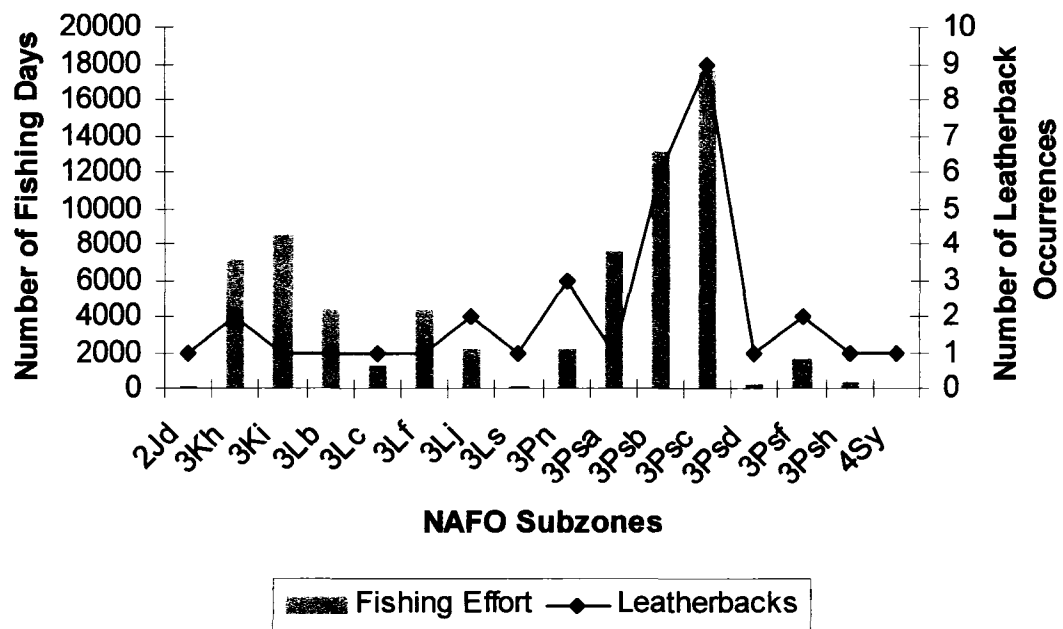 Number of Fishing Days
20000
18000
16000
14000
12000
10000
8000
6000
4000
2000
0
10
9
8
7
6
5
4
3
2
1
0
Number of Leatherback
Occurrences
2Jd
3Kh
3Ki
3Lb
3Lc
3Lf
3Lj
3Ls
3Pn
3Psa
3Psb
3Psc
3Psd
3Psf
3Psh
4Sy
NAFO Subzones
Fishing Effort Leatherbacks